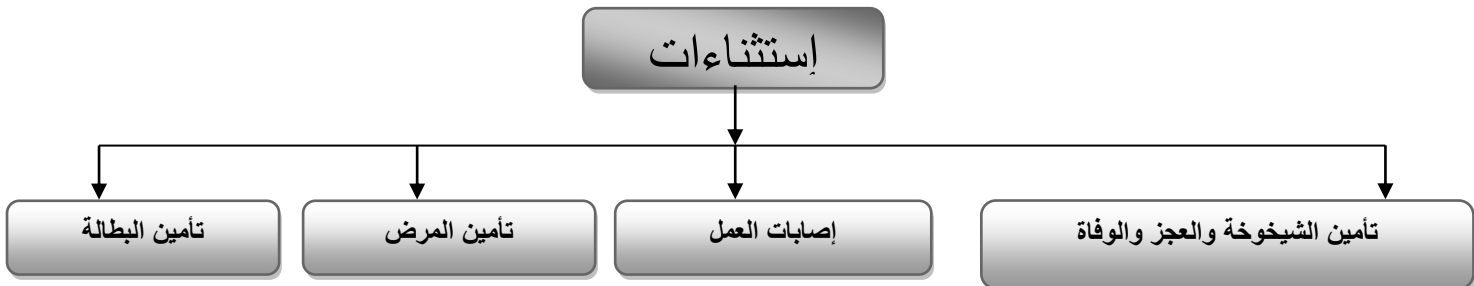 إستثناءات
تأمين الشيخوخة والعجز والوفاة
إصابات العمل
تأمين المرض
تأمين البطالة